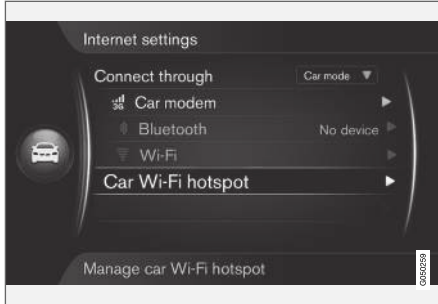 Internet settings
Connect through Car mode
3G Car modem
Bluetooth No device
Wi-Fi
Car Wi-Fi hotspot
Manage car Wi-Fi hotspot
G050259